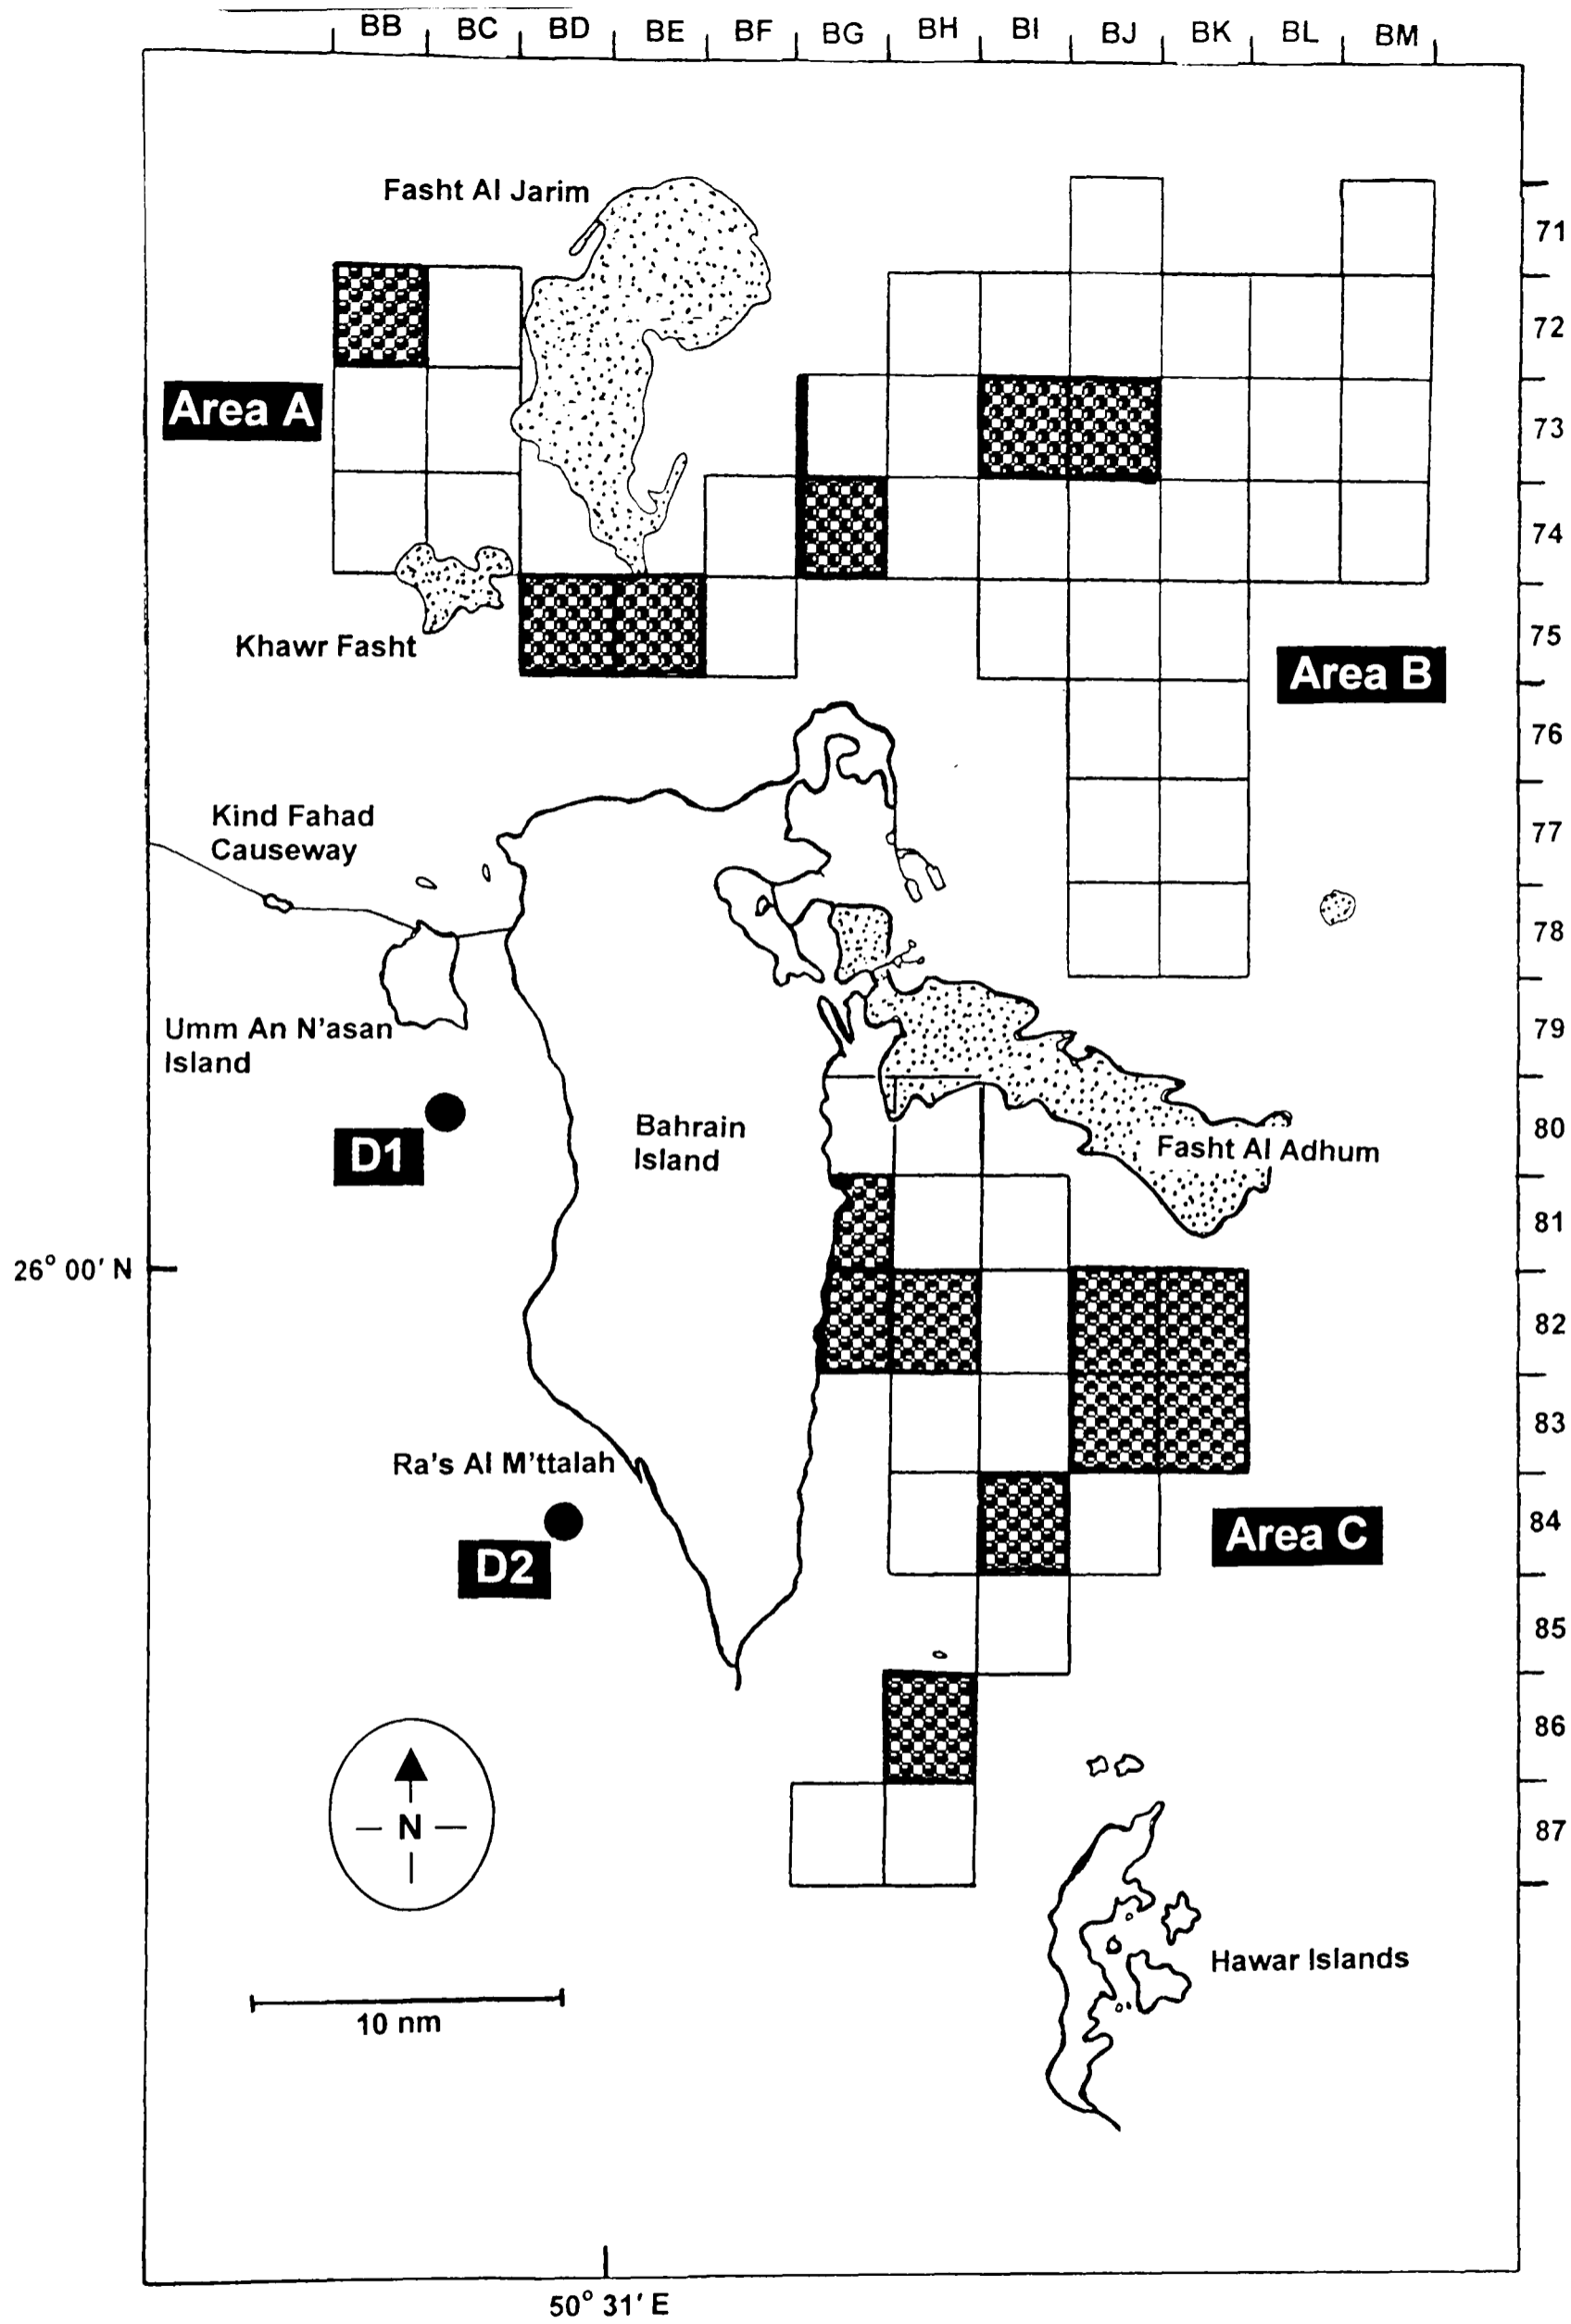 BB BC BD BE BF BG BH BI BJ BK BL BM
Fasht Al Jarim
71
72
Area A
73
74
Khawr Fasht
75
Area B
76
Kind Fahad
Causeway
77
78
Umm An N'asan
Island
79
D1
Bahrain
Island
80
Fasht Al Adhum
81
26° 00' N
82
83
Ra's Al M'ttalah
84
Area C
D2
85
86
N
87
Hawar Islands
10 nm
50° 31' E